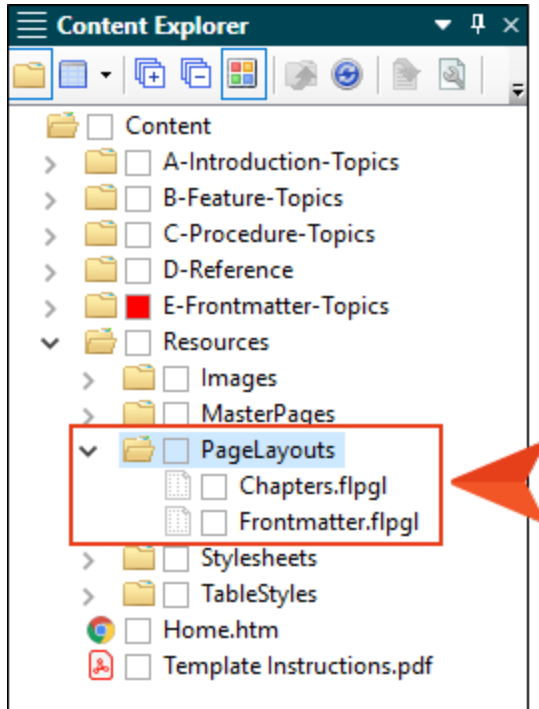 Content Explorer
Content
A-Introduction-Topics
B-Feature-Topics
C-Procedure-Topics
D-Reference
E-Frontmatter-Topics
Resources
Images
MasterPages
PageLayouts
Chapters.flpgl
Frontmatter.flpgl
Stylesheets
TableStyles
Home.htm
Template Instructions.pdf